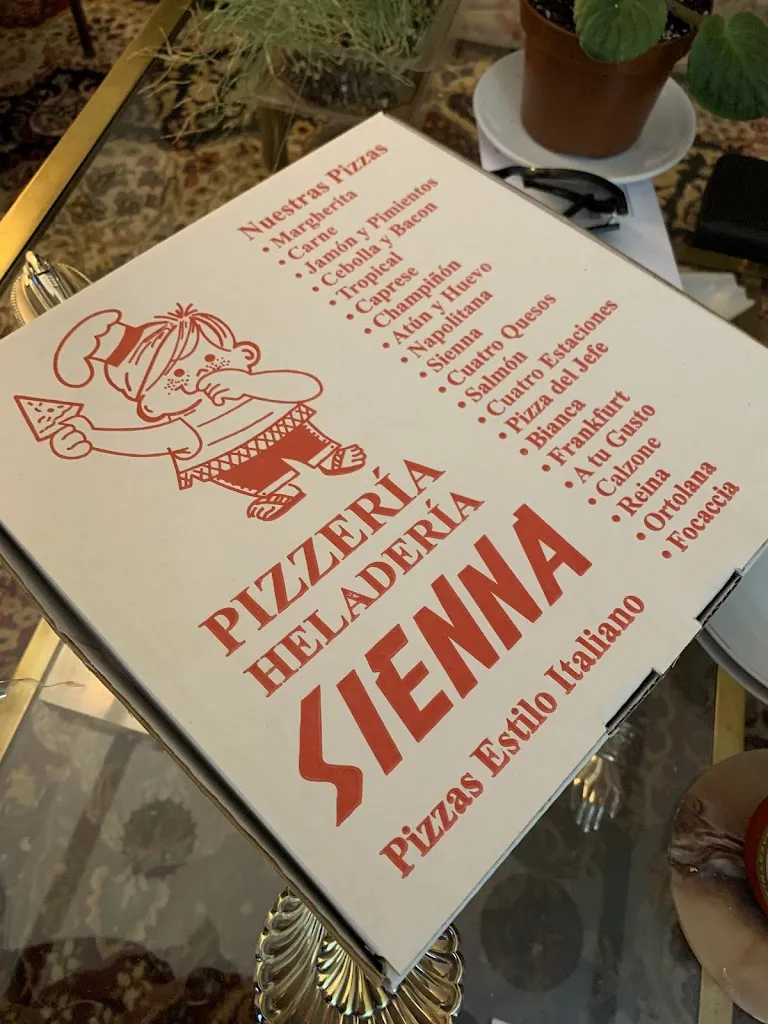 Nuestras Pizzas
• Margherita
• Carne
• Jamón y Pimientos
• Cebolla y Bacon
• Tropical
• Caprese
• Champiñón
• Atún y Huevo
• Napolitana
• Sienna
• Cuatro Quesos
• Salmón
• Cuatro Estaciones
• Pizza del Jefe
• Bianca
• Frankfurt
• A tu Gusto
• Calzone
• Reina
• Ortolana
• Focaccia
PIZZERÍA
HELADERÍA
SIENNA
Pizzas Estilo Italiano